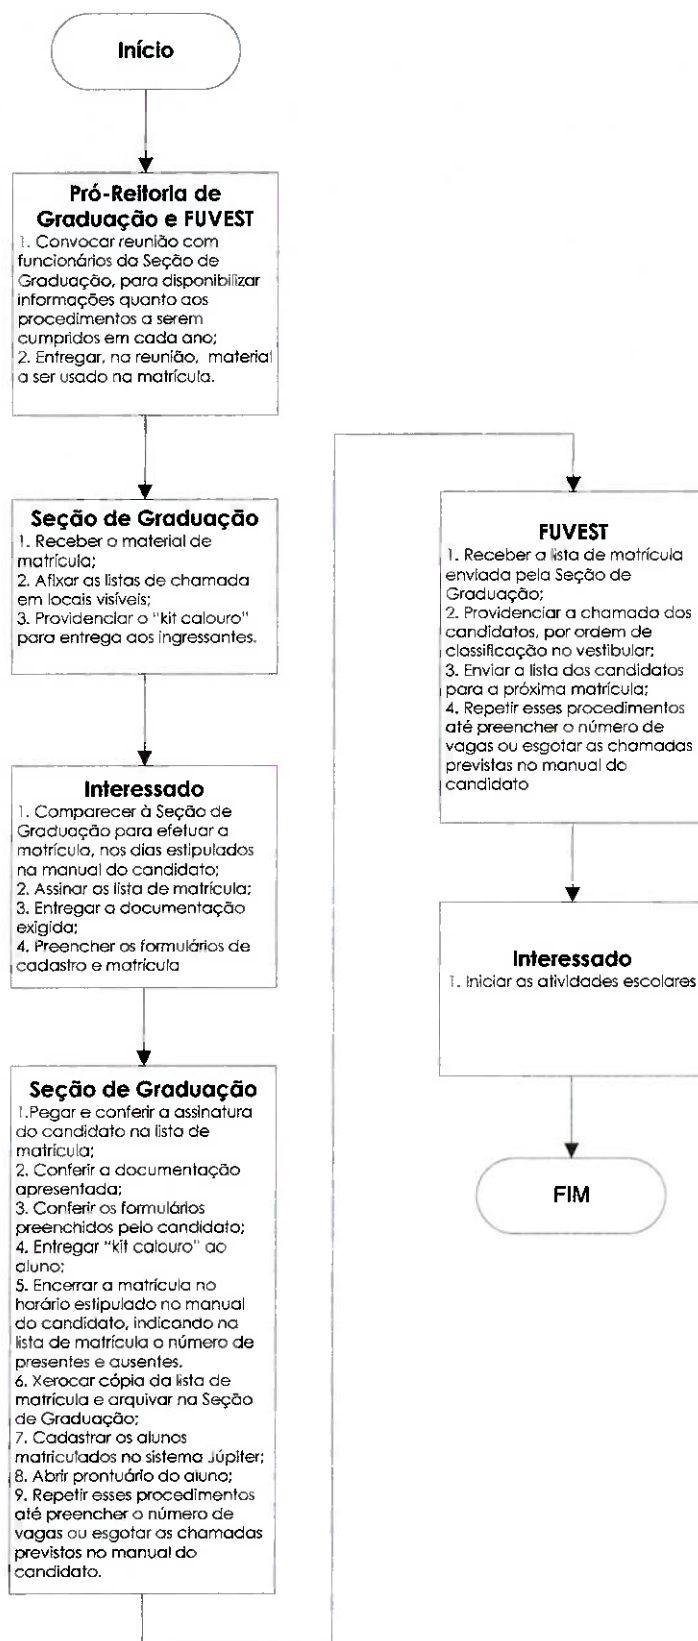 Início
Pró-Reitoria de
Graduação e FUVEST
1. Convocar reunião com
funcionários da Seção de
Graduação, para disponibilizar
informações quanto aos
procedimentos a serem
cumpridos em cada ano;
2. Entregar, na reunião, material
a ser usado na matrícula.
Seção de Graduação
1. Receber o material de
matrícula;
2. Afixar as listas de chamada
em locais visíveis;
3. Providenciar o "kit calouro"
para entrega aos ingressantes.
Interessado
1. Comparecer à Seção de
Graduação para efetuar a
matrícula, nos dias estipulados
na manual do candidato;
2. Assinar as lista de matrícula;
3. Entregar a documentação
exigida;
4. Preencher os formulários de
cadastro e matrícula
Seção de Graduação
1.Pegar e conferir a assinatura
do candidato na lista de
matrícula;
2. Conferir a documentação
apresentada;
3. Conferir os formulários
preenchidos pelo candidato;
4. Entregar "kit calouro" ao
aluno;
5. Encerrar a matrícula no
horário estipulado no manual
do candidato, indicando na
lista de matrícula o número de
presentes e ausentes.
6. Xerocar cópia da lista de
matrícula e arquivar na Seção
de Graduação;
7. Cadastrar os alunos
matriculados no sistema Júpiter;
8. Abrir prontuário do aluno;
9. Repetir esses procedimentos
até preencher o número de
vagas ou esgotar as chamadas
previstas no manual do
candidato.
FUVEST
1. Receber a lista de matrícula
enviada pela Seção de
Graduação;
2. Providenciar a chamada dos
candidatos, por ordem de
classificação no vestibular;
3. Enviar a lista dos candidatos
para a próxima matrícula;
4. Repetir esses procedimentos
até preencher o número de
vagas ou esgotar as chamadas
previstas no manual do
candidato
Interessado
1. Iniciar as atividades escolares
FIM